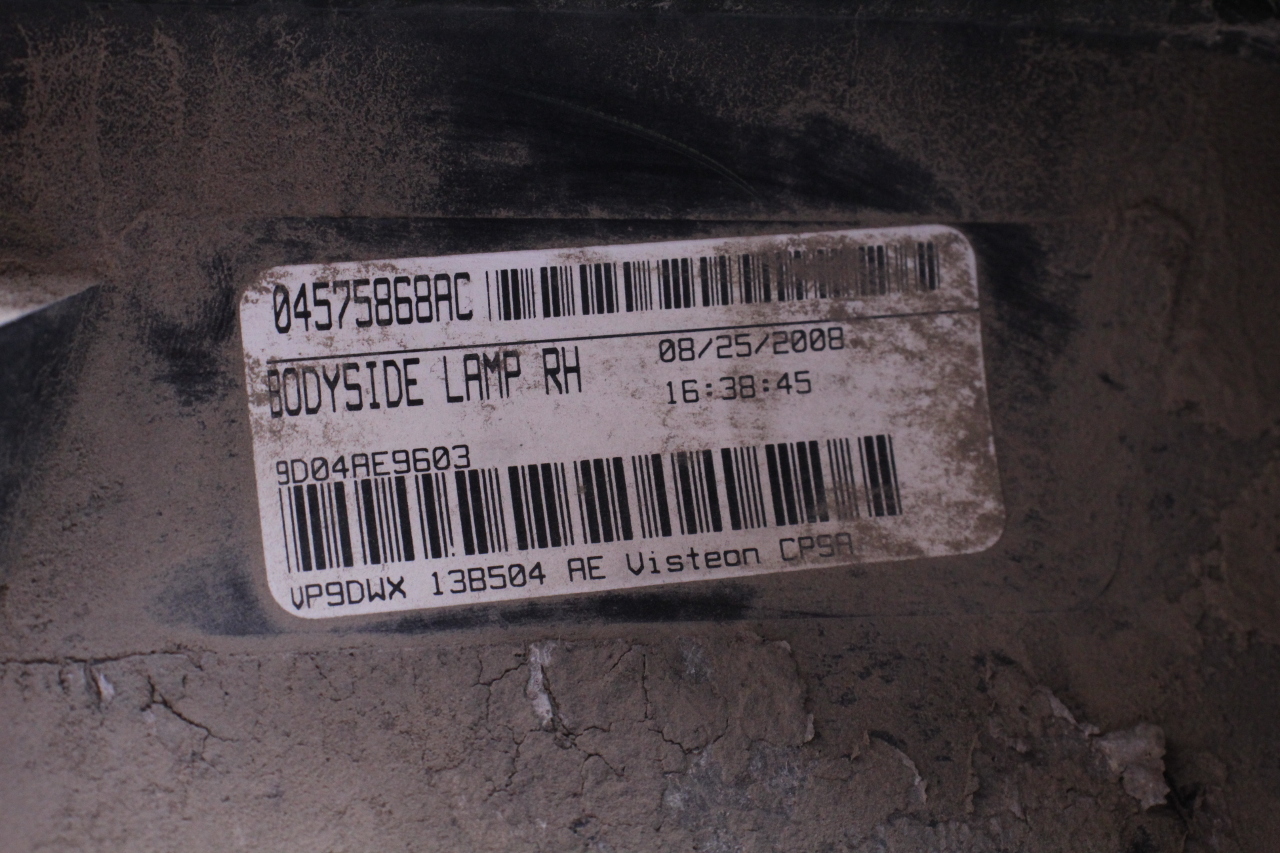 04575868AC
BODYSIDE LAMP RH
08/25/2008
16:38:45
9D04AE9603
VP9DWX 13B504 AE Visteon CPSA